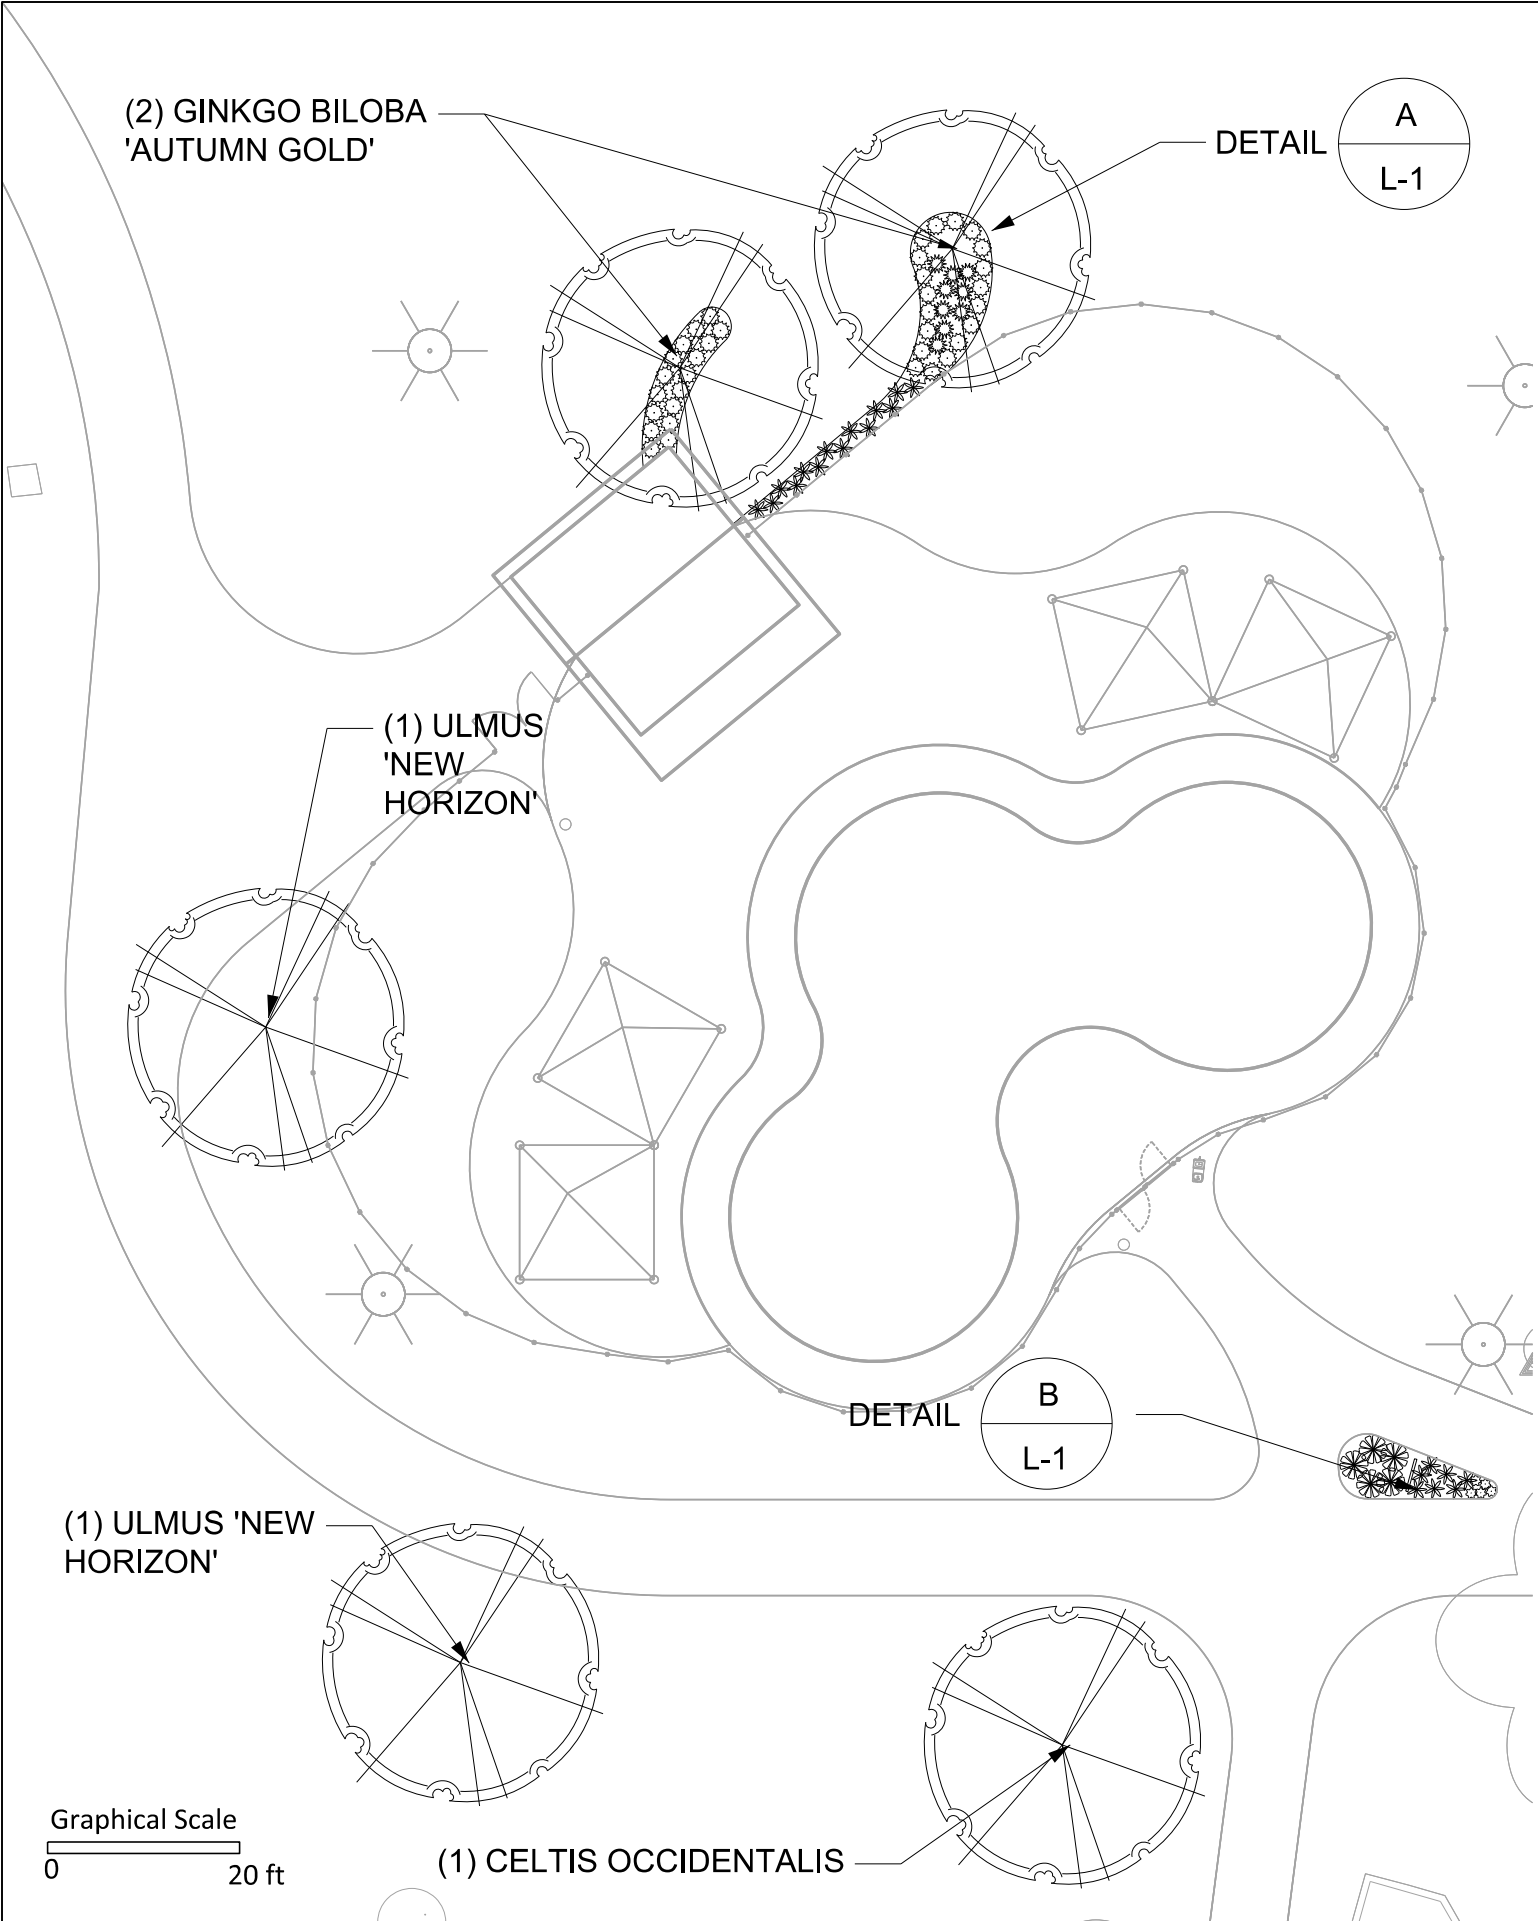 (2) GINKGO BILOBA
'AUTUMN GOLD'
DETAIL
A
L-1
(1) ULMUS
'NEW
HORIZON'
DETAIL
B
L-1
(1) ULMUS 'NEW
HORIZON'
Graphical Scale
0
20 ft
(1) CELTIS OCCIDENTALIS